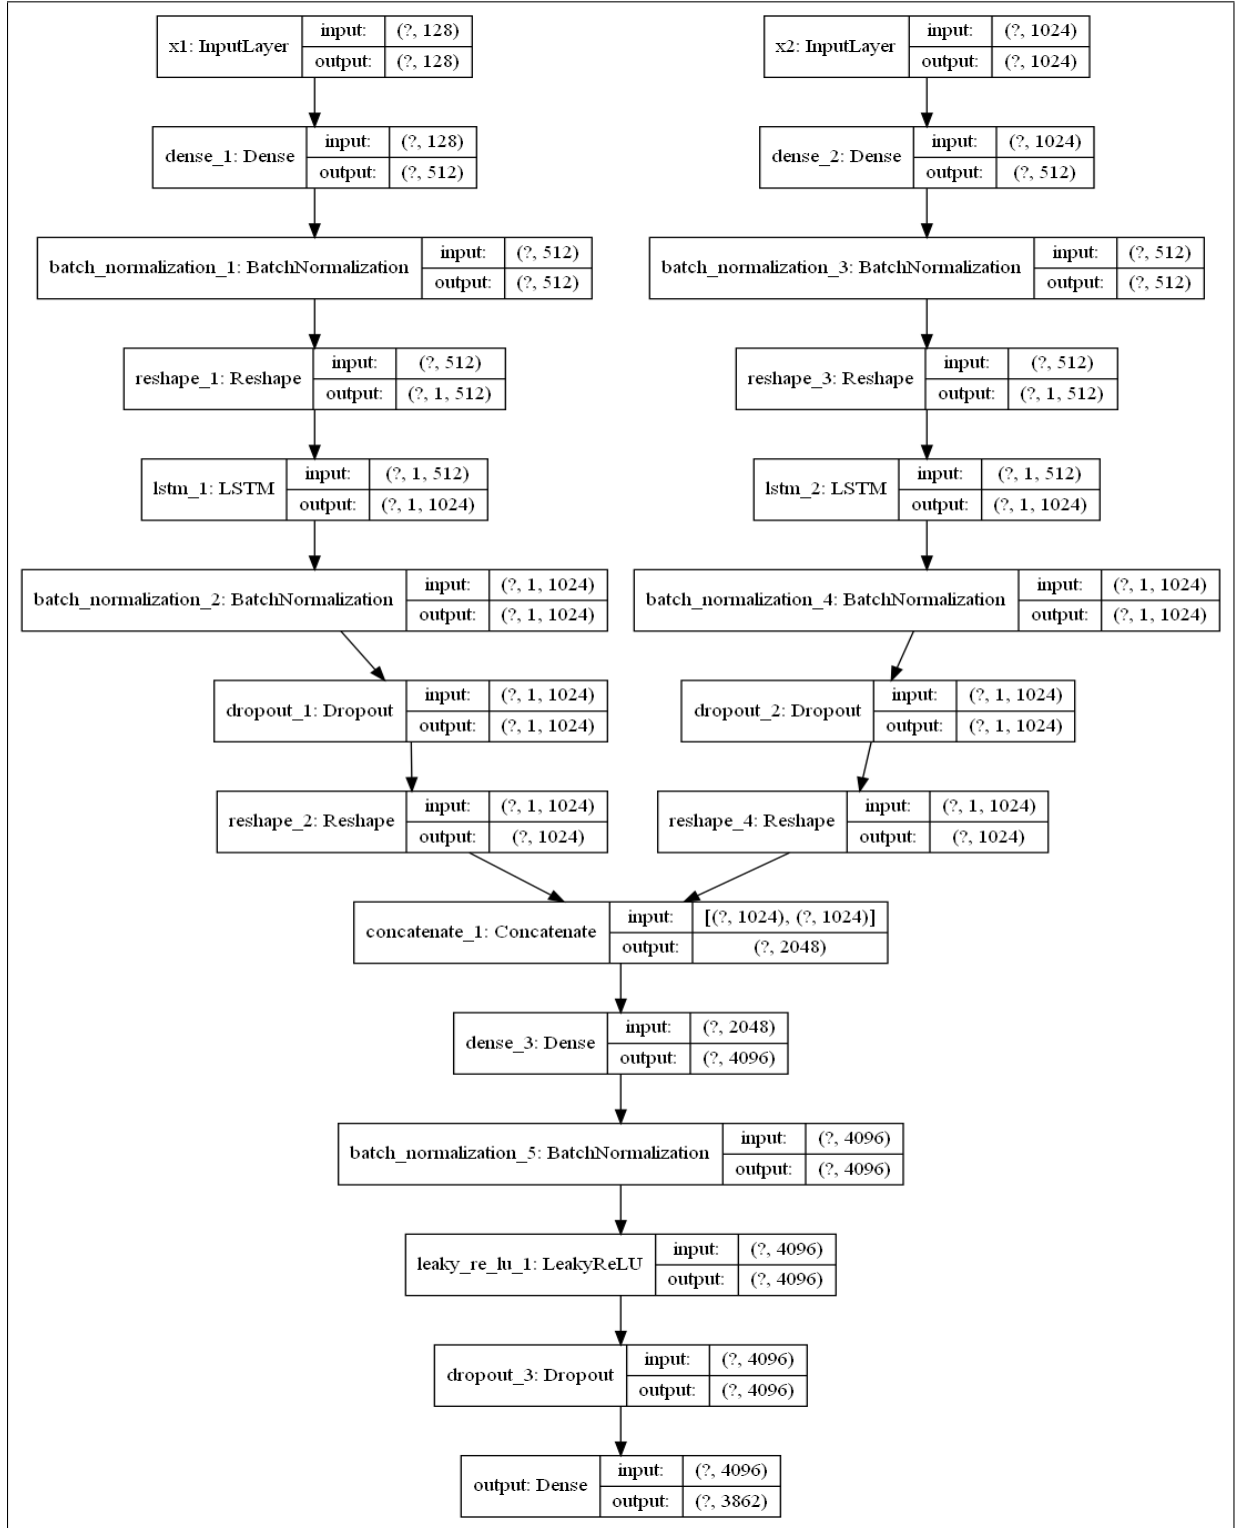 x1: InputLayer input: (?, 128)
output: (?, 128)
x2: InputLayer input: (?, 1024)
output: (?, 1024)
dense_1: Dense input: (?, 128)
output: (?, 512)
dense_2: Dense input: (?, 1024)
output: (?, 512)
batch_normalization_1: BatchNormalization input: (?, 512)
output: (?, 512)
batch_normalization_3: BatchNormalization input: (?, 512)
output: (?, 512)
reshape_1: Reshape input: (?, 512)
output: (?, 1, 512)
reshape_3: Reshape input: (?, 512)
output: (?, 1, 512)
lstm_1: LSTM input: (?, 1, 512)
output: (?, 1, 1024)
lstm_2: LSTM input: (?, 1, 512)
output: (?, 1, 1024)
batch_normalization_2: BatchNormalization input: (?, 1, 1024)
output: (?, 1, 1024)
batch_normalization_4: BatchNormalization input: (?, 1, 1024)
output: (?, 1, 1024)
dropout_1: Dropout input: (?, 1, 1024)
output: (?, 1, 1024)
dropout_2: Dropout input: (?, 1, 1024)
output: (?, 1, 1024)
reshape_2: Reshape input: (?, 1, 1024)
output: (?, 1024)
reshape_4: Reshape input: (?, 1, 1024)
output: (?, 1024)
concatenate_1: Concatenate input: [(?, 1024), (?, 1024)]
output: (?, 2048)
dense_3: Dense input: (?, 2048)
output: (?, 4096)
batch_normalization_5: BatchNormalization input: (?, 4096)
output: (?, 4096)
leaky_re_lu_1: LeakyReLU input: (?, 4096)
output: (?, 4096)
dropout_3: Dropout input: (?, 4096)
output: (?, 4096)
output: Dense input: (?, 4096)
output: (?, 3862)